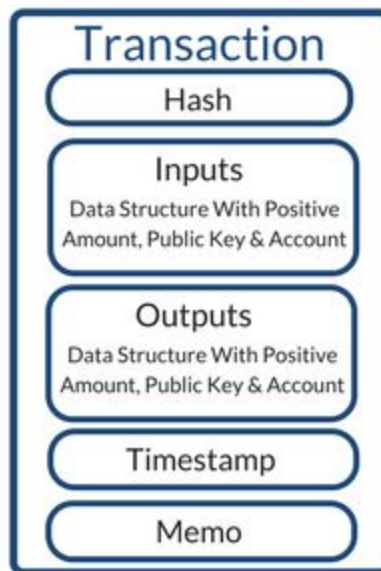 Transaction
Hash
Inputs
Data Structure With Positive
Amount, Public Key & Account
Outputs
Data Structure With Positive
Amount, Public Key & Account
Timestamp
Memo